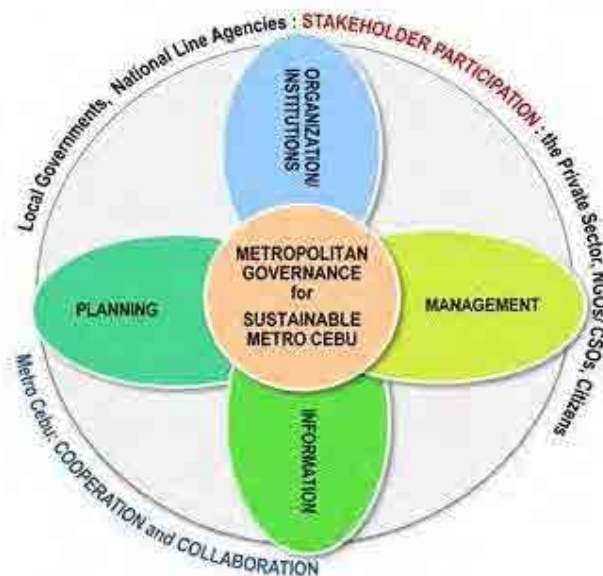 Local Governments, National Line Agencies : STAKEHOLDER PARTICIPATION : the Private Sector, NGOs/ CSOs, Citizens
ORGANIZATION/
INSTITUTIONS
METROPOLITAN
GOVERNANCE
for
SUSTAINABLE
METRO CEBU
PLANNING
MANAGEMENT
INFORMATION
Metro Cebu: COOPERATION and COLLABORATION